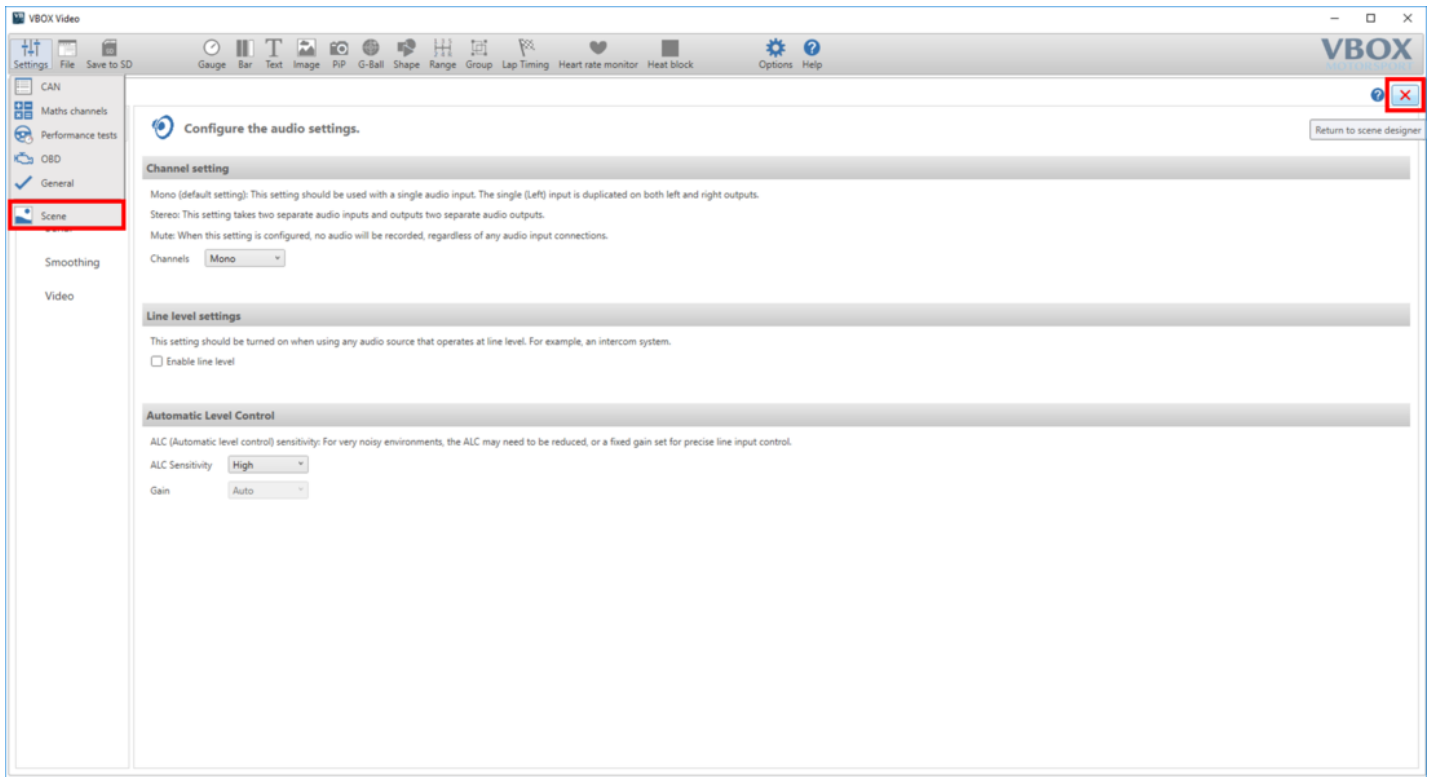 VBOX Video
Settings File Save to SD Gauge Bar Text Image PiP G-Ball Shape Range Group Lap Timing Heart rate monitor Heat block Options Help
VBOX
MOTORSPORT
CAN
Maths channels
Performance tests
OBD
General
Scene
Smoothing
Video
Return to scene designer
Configure the audio settings.
Channel setting
Mono (default setting): This setting should be used with a single audio input. The single (Left) input is duplicated on both left and right outputs.
Stereo: This setting takes two separate audio inputs and outputs two separate audio outputs.
Mute: When this setting is configured, no audio will be recorded, regardless of any audio input connections.
Channels Mono
Line level settings
This setting should be turned on when using any audio source that operates at line level. For example, an intercom system.
Enable line level
Automatic Level Control
ALC (Automatic level control) sensitivity: For very noisy environments, the ALC may need to be reduced, or a fixed gain set for precise line input control.
ALC Sensitivity High
Gain Auto